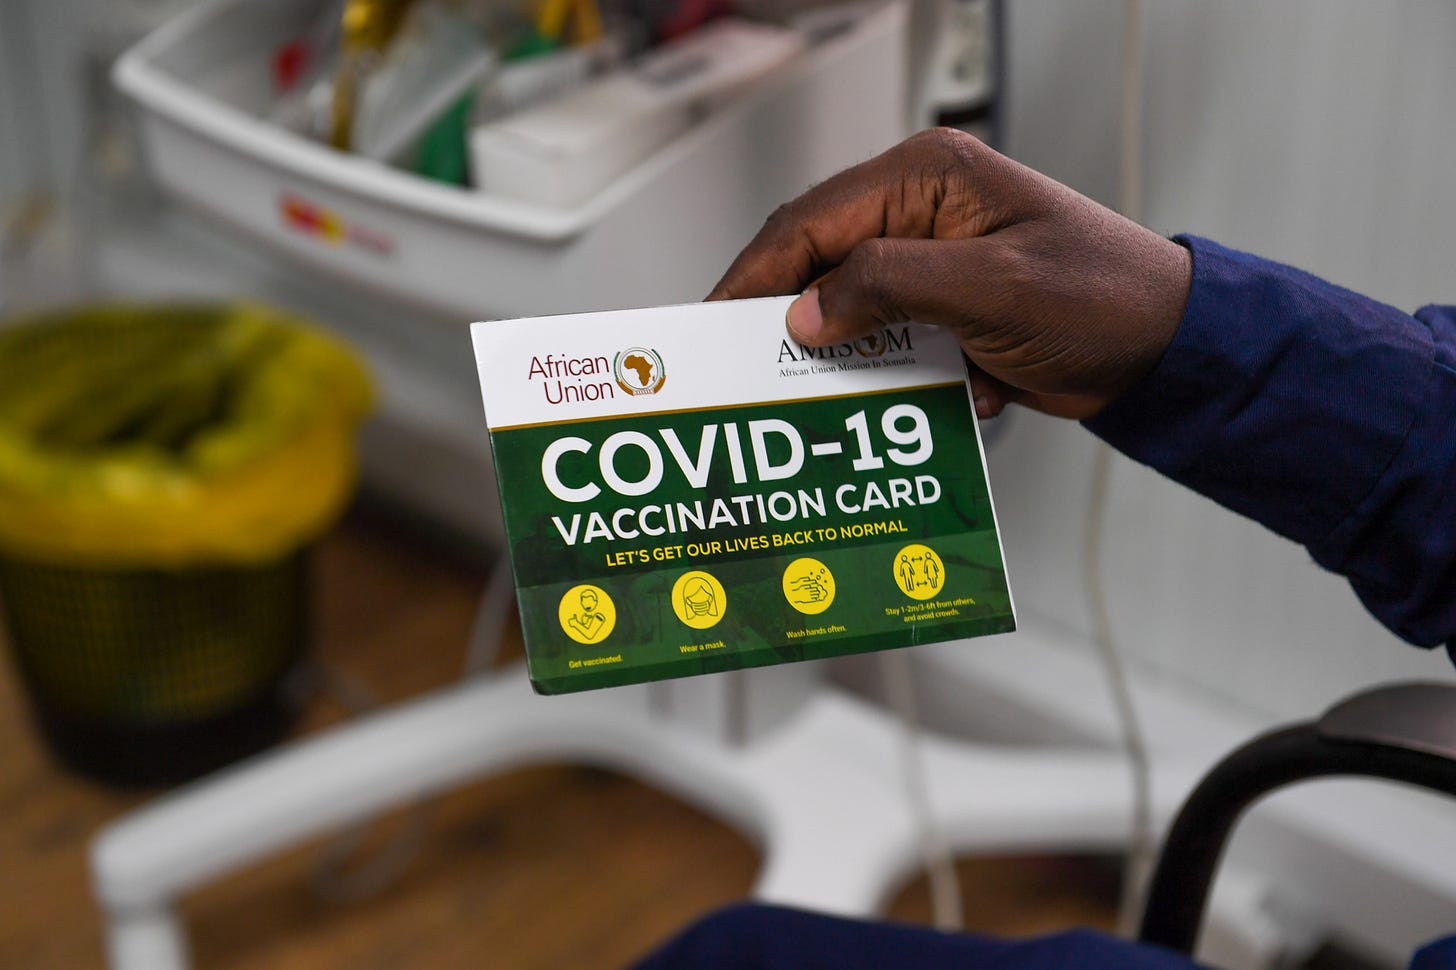 African
Union
AMISOM
African Union Mission In Somalia
COVID-19
VACCINATION CARD
LET'S GET OUR LIVES BACK TO NORMAL
Get vaccinated.
Wear a mask.
Wash hands often.
Stay 1-2m/3-6ft from others,
and avoid crowds.